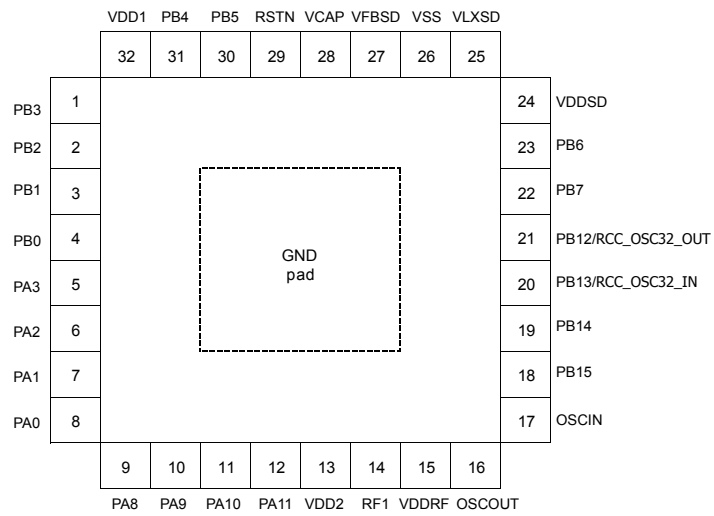 VDD1 PB4 PB5 RSTN VCAP VFBSD VSS VLXSD
32 31 30 29 28 27 26 25
PB3 1 24 VDDSD
PB2 2 23 PB6
PB1 3 22 PB7
PB0 4 21 PB12/RCC_OSC32_OUT
GND
pad
PA3 5 20 PB13/RCC_OSC32_IN
PA2 6 19 PB14
PA1 7 18 PB15
PA0 8 17 OSCIN
9 10 11 12 13 14 15 16
PA8 PA9 PA10 PA11 VDD2 RF1 VDDRF OSCOUT